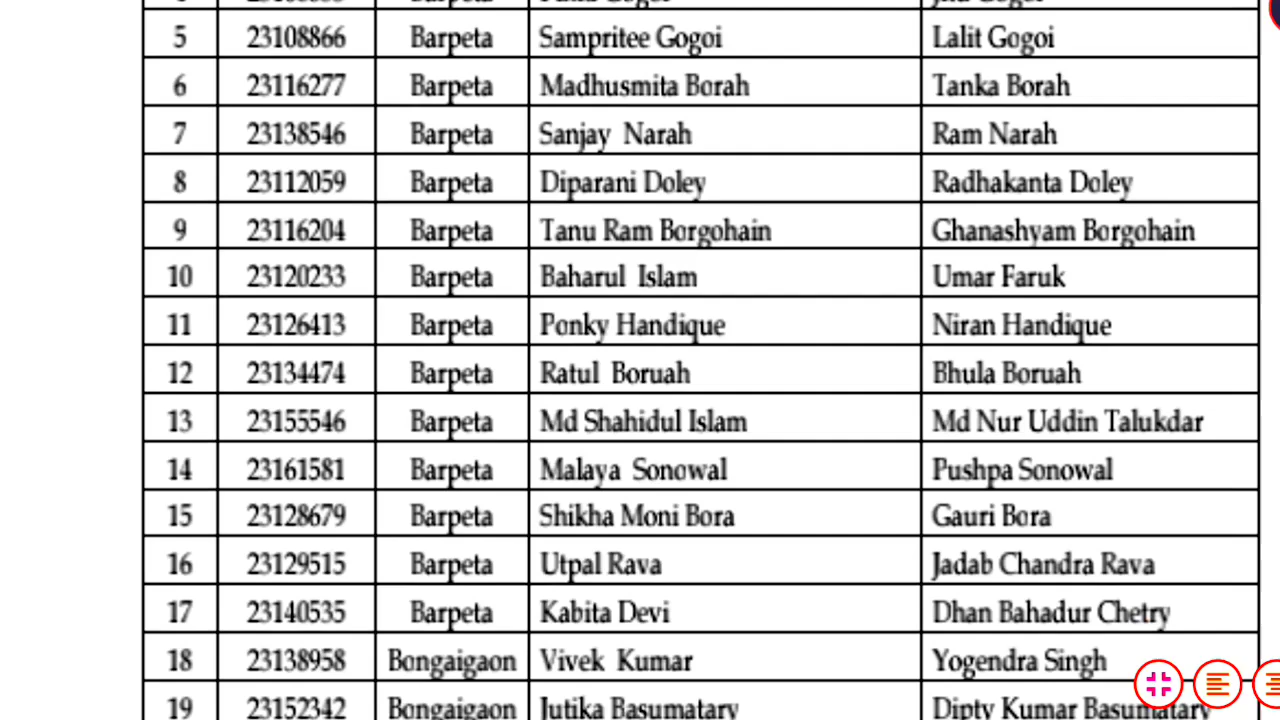 5 23108866 Barpeta Sampritee Gogoi Lalit Gogoi
6 23116277 Barpeta Madhusmita Borah Tanka Borah
7 23138546 Barpeta Sanjay Narah Ram Narah
8 23112059 Barpeta Diparani Doley Radhakanta Doley
9 23116204 Barpeta Tanu Ram Borgohain Ghanashyam Borgohain
10 23120233 Barpeta Baharul Islam Umar Faruk
11 23126413 Barpeta Ponky Handique Niran Handique
12 23134474 Barpeta Ratul Boruah Bhula Boruah
13 23155546 Barpeta Md Shahidul Islam Md Nur Uddin Talukdar
14 23161581 Barpeta Malaya Sonowal Pushpa Sonowal
15 23128679 Barpeta Shikha Moni Bora Gauri Bora
16 23129515 Barpeta Utpal Rava Jadab Chandra Rava
17 23140535 Barpeta Kabita Devi Dhan Bahadur Chetry
18 23138958 Bongaigaon Vivek Kumar Yogendra Singh
19 23152342 Bongaigaon Jutika Basumatary Dipty Kumar Basumatary